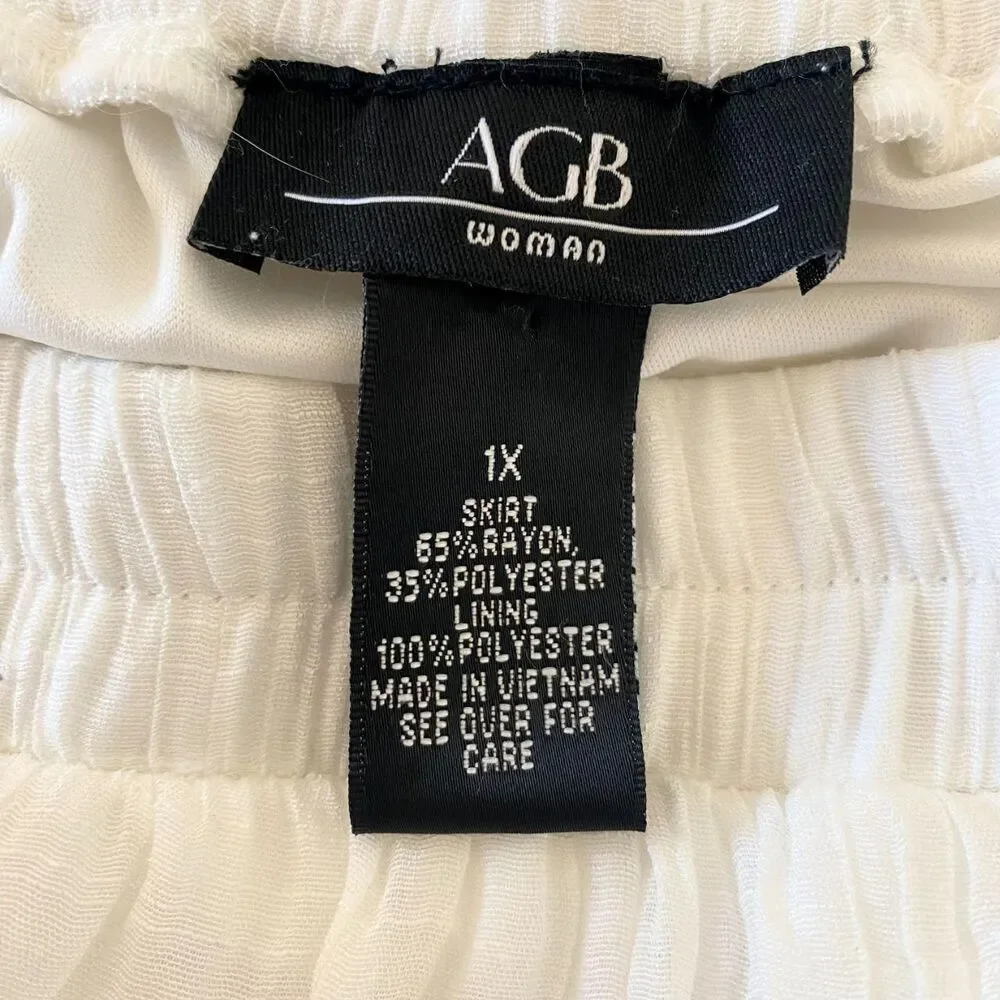 AGB
WOMAN
1X
SKIRT
65%RAYON,
35%POLYESTER
LINING
100%POLYESTER
MADE IN VIETNAM
SEE OVER FOR
CARE